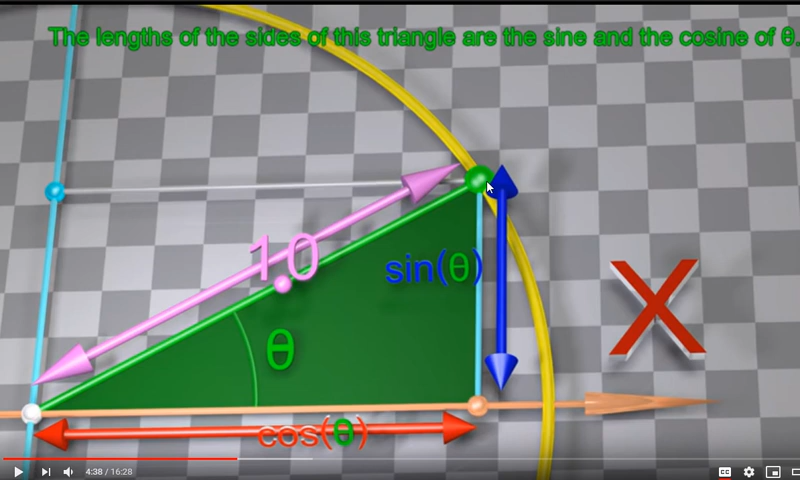 The lengths of the sides of this triangle are the sine and the cosine of θ.
1.0
sin(θ)
θ
X
cos(θ)
4:38 / 16:28
CC